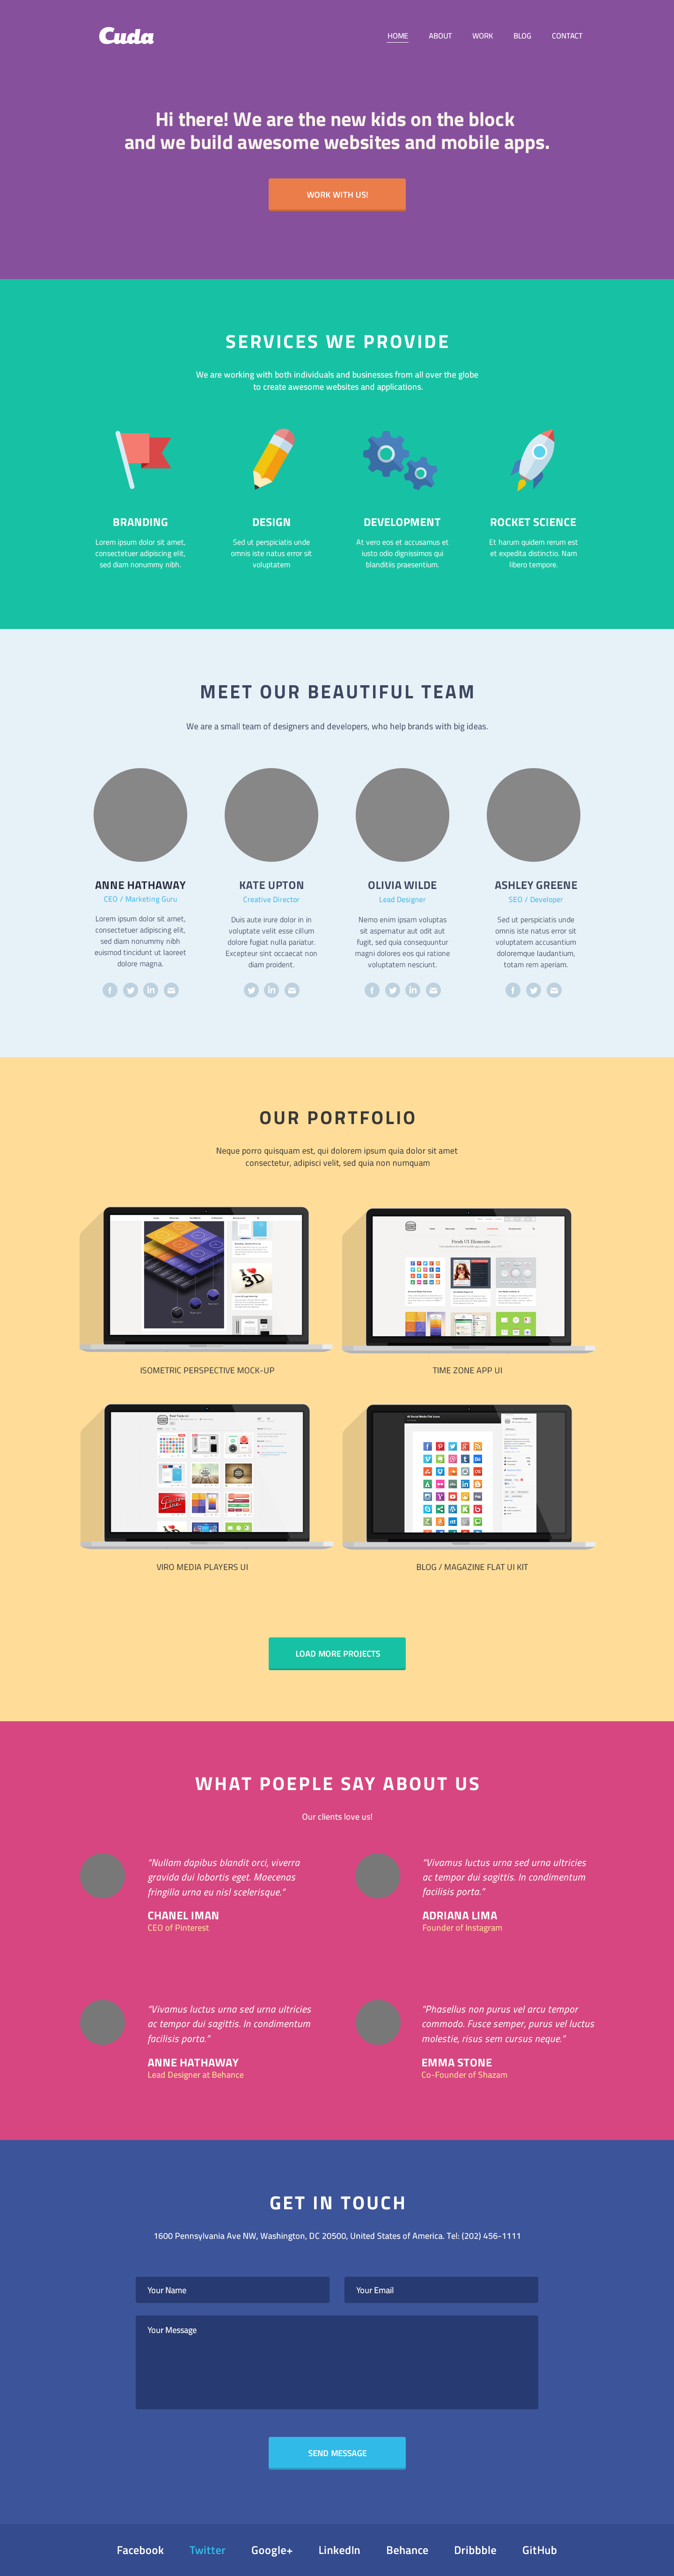 Cuda
HOME ABOUT WORK BLOG CONTACT
Hi there! We are the new kids on the block
and we build awesome websites and mobile apps.
WORK WITH US!
SERVICES WE PROVIDE
We are working with both individuals and businesses from all over the globe
to create awesome websites and applications.
BRANDING
Lorem ipsum dolor sit amet,
consectetuer adipiscing elit,
sed diam nonummy nibh.
DESIGN
Sed ut perspiciatis unde
omnis iste natus error sit
voluptatem
DEVELOPMENT
At vero eos et accusamus et
iusto odio dignissimos qui
blanditiis praesentium.
ROCKET SCIENCE
Et harum quidem rerum est
et expedita distinctio. Nam
libero tempore.
MEET OUR BEAUTIFUL TEAM
We are a small team of designers and developers, who help brands with big ideas.
ANNE HATHAWAY
CEO / Marketing Guru
Lorem ipsum dolor sit amet,
consectetuer adipiscing elit,
sed diam nonummy nibh
euismod tincidunt ut laoreet
dolore magna.
KATE UPTON
Creative Director
Duis aute irure dolor in in
voluptate velit esse cillum
dolore fugiat nulla pariatur.
Excepteur sint occaecat non
diam proident.
OLIVIA WILDE
Lead Designer
Nemo enim ipsam voluptas
sit aspernatur aut odit aut
fugit, sed quia consequuntur
magni dolores eos qui ratione
voluptatem nesciunt.
ASHLEY GREENE
SEO / Developer
Sed ut perspiciatis unde
omnis iste natus error sit
voluptatem accusantium
doloremque laudantium,
totam rem aperiam.
OUR PORTFOLIO
Neque porro quisquam est, qui dolorem ipsum quia dolor sit amet
consectetur, adipisci velit, sed quia non numquam
I 3D
Fresh UI Elements
ISOMETRIC PERSPECTIVE MOCK-UP
TIME ZONE APP UI
VIRO MEDIA PLAYERS UI
BLOG / MAGAZINE FLAT UI KIT
LOAD MORE PROJECTS
WHAT POEPLE SAY ABOUT US
Our clients love us!
“Nullam dapibus blandit orci, viverra
gravida dui lobortis eget. Maecenas
fringilla urna eu nisl scelerisque.”
CHANEL IMAN
CEO of Pinterest
“Vivamus luctus urna sed urna ultricies
ac tempor dui sagittis. In condimentum
facilisis porta.”
ADRIANA LIMA
Founder of Instagram
“Vivamus luctus urna sed urna ultricies
ac tempor dui sagittis. In condimentum
facilisis porta.”
ANNE HATHAWAY
Lead Designer at Behance
“Phasellus non purus vel arcu tempor
commodo. Fusce semper, purus vel luctus
molestie, risus sem cursus neque.”
EMMA STONE
Co-Founder of Shazam
GET IN TOUCH
1600 Pennsylvania Ave NW, Washington, DC 20500, United States of America. Tel: (202) 456-1111
Your Name
Your Email
Your Message
SEND MESSAGE
Facebook Twitter Google+ LinkedIn Behance Dribbble GitHub